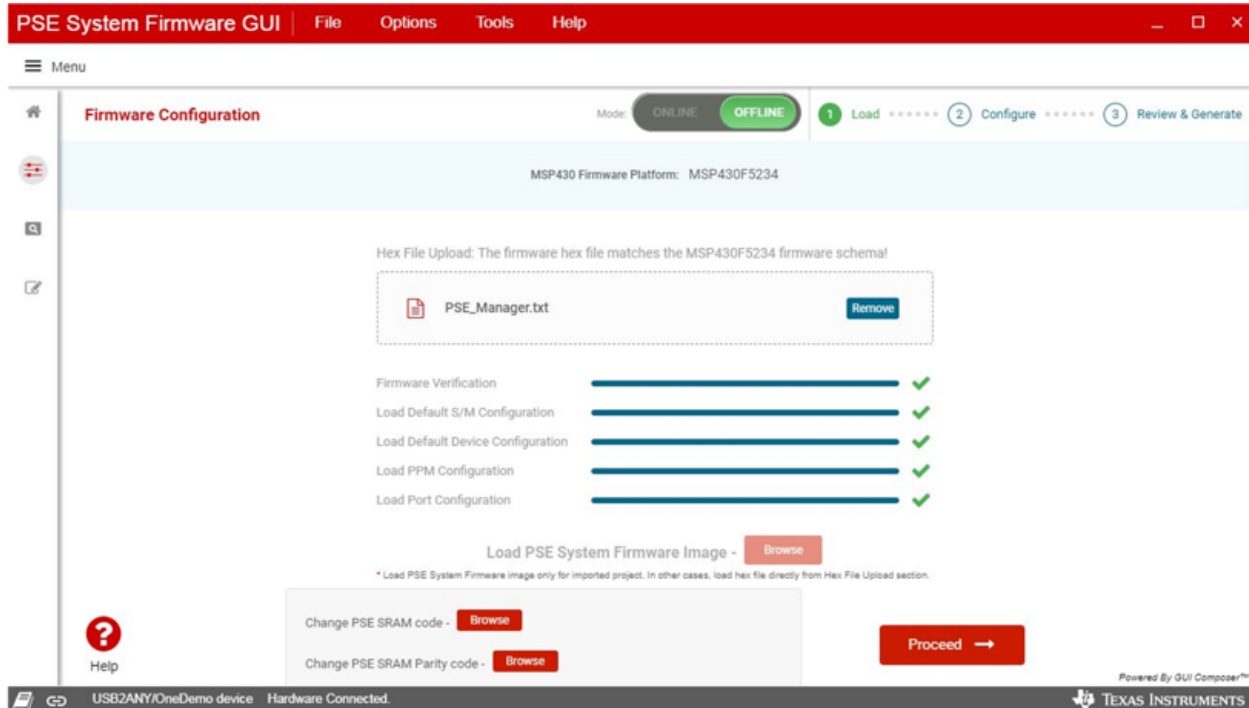 PSE System Firmware GUI File Options Tools Help
Menu
Firmware Configuration Mode: ONLINE OFFLINE 1 Load 2 Configure 3 Review & Generate
MSP430 Firmware Platform: MSP430F5234
Hex File Upload: The firmware hex file matches the MSP430F5234 firmware schema!
PSE_Manager.txt Remove
Firmware Verification
Load Default S/M Configuration
Load Default Device Configuration
Load PPM Configuration
Load Port Configuration
Load PSE System Firmware Image - Browse
* Load PSE System Firmware image only for imported project. In other cases, load hex file directly from Hex File Upload section.
Change PSE SRAM code - Browse
Proceed →
Change PSE SRAM Parity code - Browse
? Help
Powered By GUI Composer™
USB2ANY/OneDemo device Hardware Connected. TEXAS INSTRUMENTS